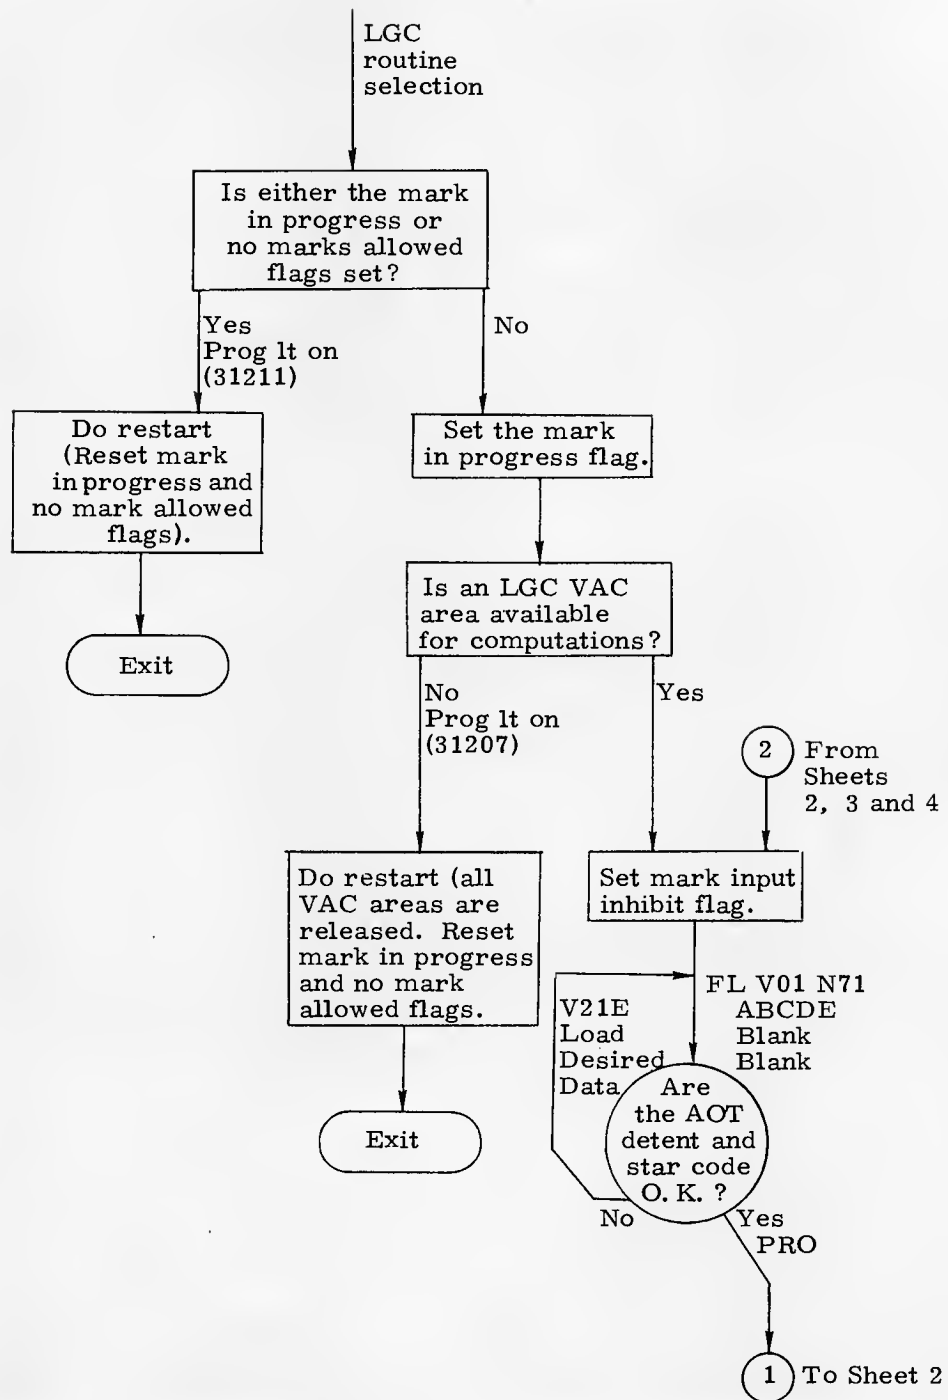 LGC
routine
selection
Is either the mark
in progress or
no marks allowed
flags set?
Yes
Prog lt on
(31211)
No
Do restart
(Reset mark
in progress and
no mark allowed
flags).
Set the mark
in progress flag.
Exit
Is an LGC VAC
area available
for computations?
No
Prog lt on
(31207)
Yes
2
From
Sheets
2, 3 and 4
Do restart (all
VAC areas are
released. Reset
mark in progress
and no mark
allowed flags.
Set mark input
inhibit flag.
Exit
FL V01 N71
ABCDE
Blank
Blank
V21E
Load
Desired
Data
Are
the AOT
detent and
star code
O. K. ?
No
Yes
PRO
1
To Sheet 2